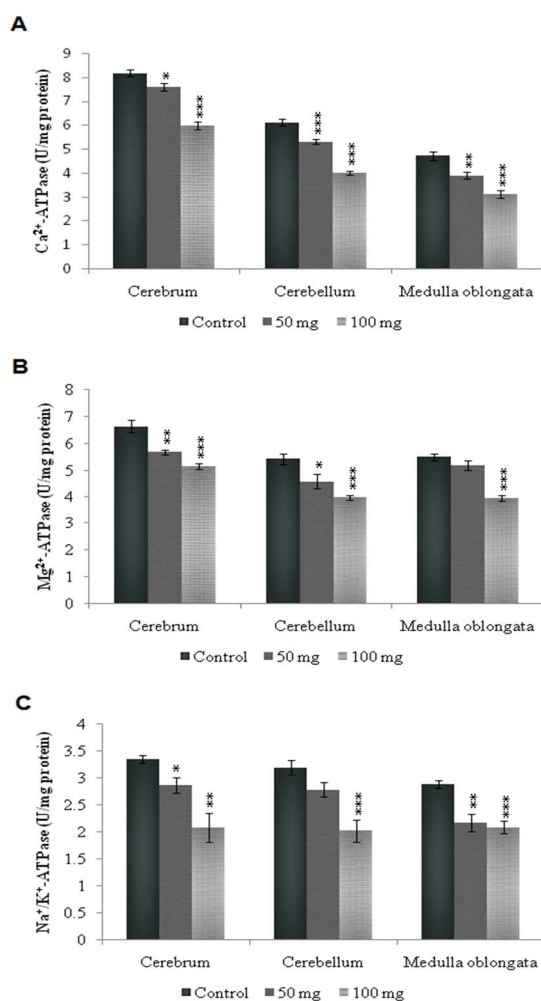 A
Ca²⁺-ATPase (U/mg protein)
9
8
7
6
5
4
3
2
1
0
* *** *** *** ** ***
Cerebrum Cerebellum Medulla oblongata
Control 50 mg 100 mg
B
Mg²⁺-ATPase (U/mg protein)
8
7
6
5
4
3
2
1
0
** *** * *** ***
Cerebrum Cerebellum Medulla oblongata
Control 50 mg 100 mg
C
Na⁺/K⁺-ATPase (U/mg protein)
4
3.5
3
2.5
2
1.5
1
0.5
0
* ** *** ** ***
Cerebrum Cerebellum Medulla oblongata
Control 50 mg 100 mg